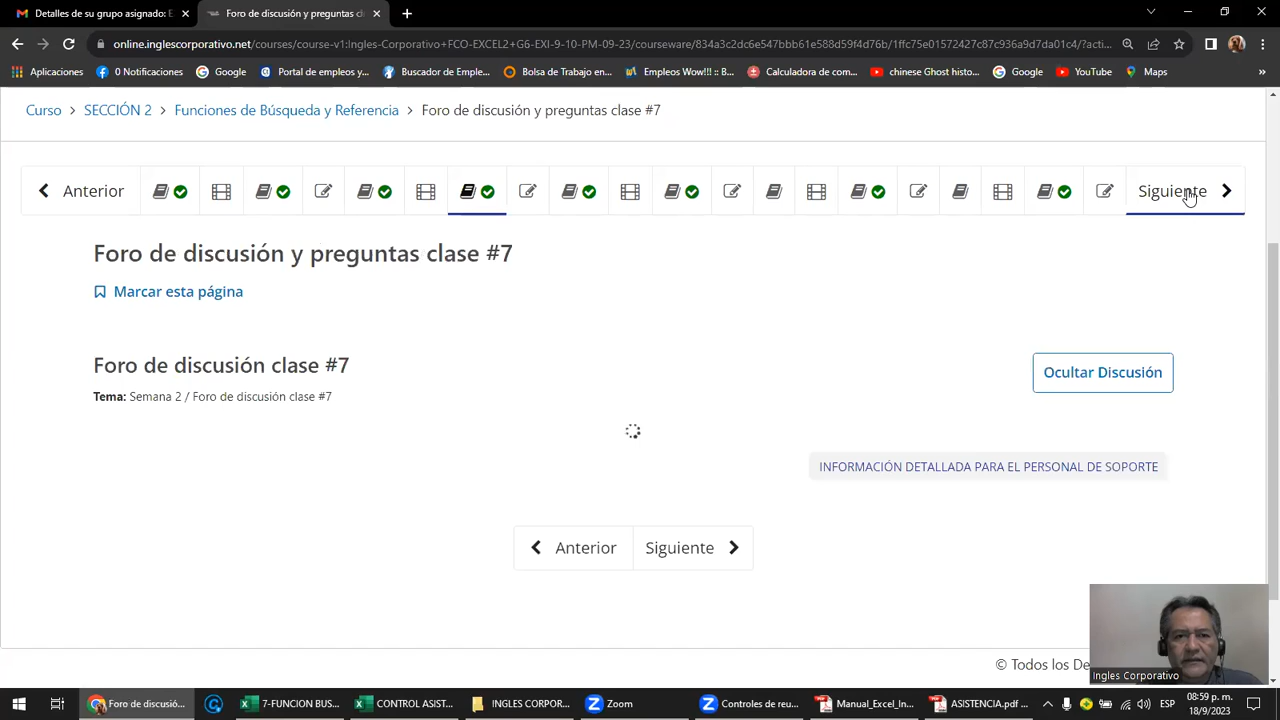 Detalles de su grupo asignado: E
Foro de discusión y preguntas cl
online.inglescorporativo.net/courses/course-v1:Ingles-Corporativo+FCO-EXCEL2+G6-EXI-9-10-PM-09-23/courseware/834a3c2dc6e547bbb61e588d59f4d76b/1ffc75e01572427c87c936a9d7da01c4/?acti...
Aplicaciones
0 Notificaciones
Google
Portal de empleos y...
Buscador de Emple...
Bolsa de Trabajo en...
Empleos Wow!!! :: B...
Calculadora de com...
chinese Ghost histo...
Google
YouTube
Maps
Curso > SECCIÓN 2 > Funciones de Búsqueda y Referencia > Foro de discusión y preguntas clase #7
Anterior
Siguiente
Foro de discusión y preguntas clase #7
Marcar esta página
Foro de discusión clase #7
Ocultar Discusión
Tema: Semana 2 / Foro de discusión clase #7
INFORMACIÓN DETALLADA PARA EL PERSONAL DE SOPORTE
Anterior
Siguiente
© Todos los De
Ingles Corporativo
Foro de discusió...
7-FUNCION BUS...
CONTROL ASIST...
!INGLES CORPOR...
Zoom
Controles de reu...
Manual_Excel_In...
ASISTENCIA.pdf ...
ESP
08:59 p. m.
18/9/2023